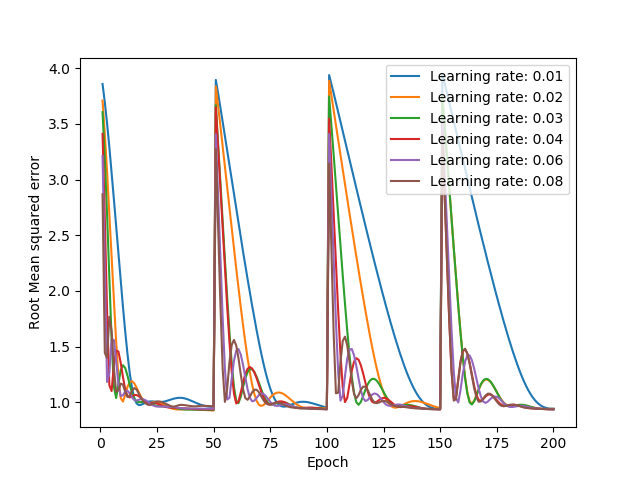 4.0
3.5
3.0
2.5
2.0
1.5
1.0
Root Mean squared error
0
25
50
75
100
125
150
175
200
Epoch
Learning rate: 0.01
Learning rate: 0.02
Learning rate: 0.03
Learning rate: 0.04
Learning rate: 0.06
Learning rate: 0.08